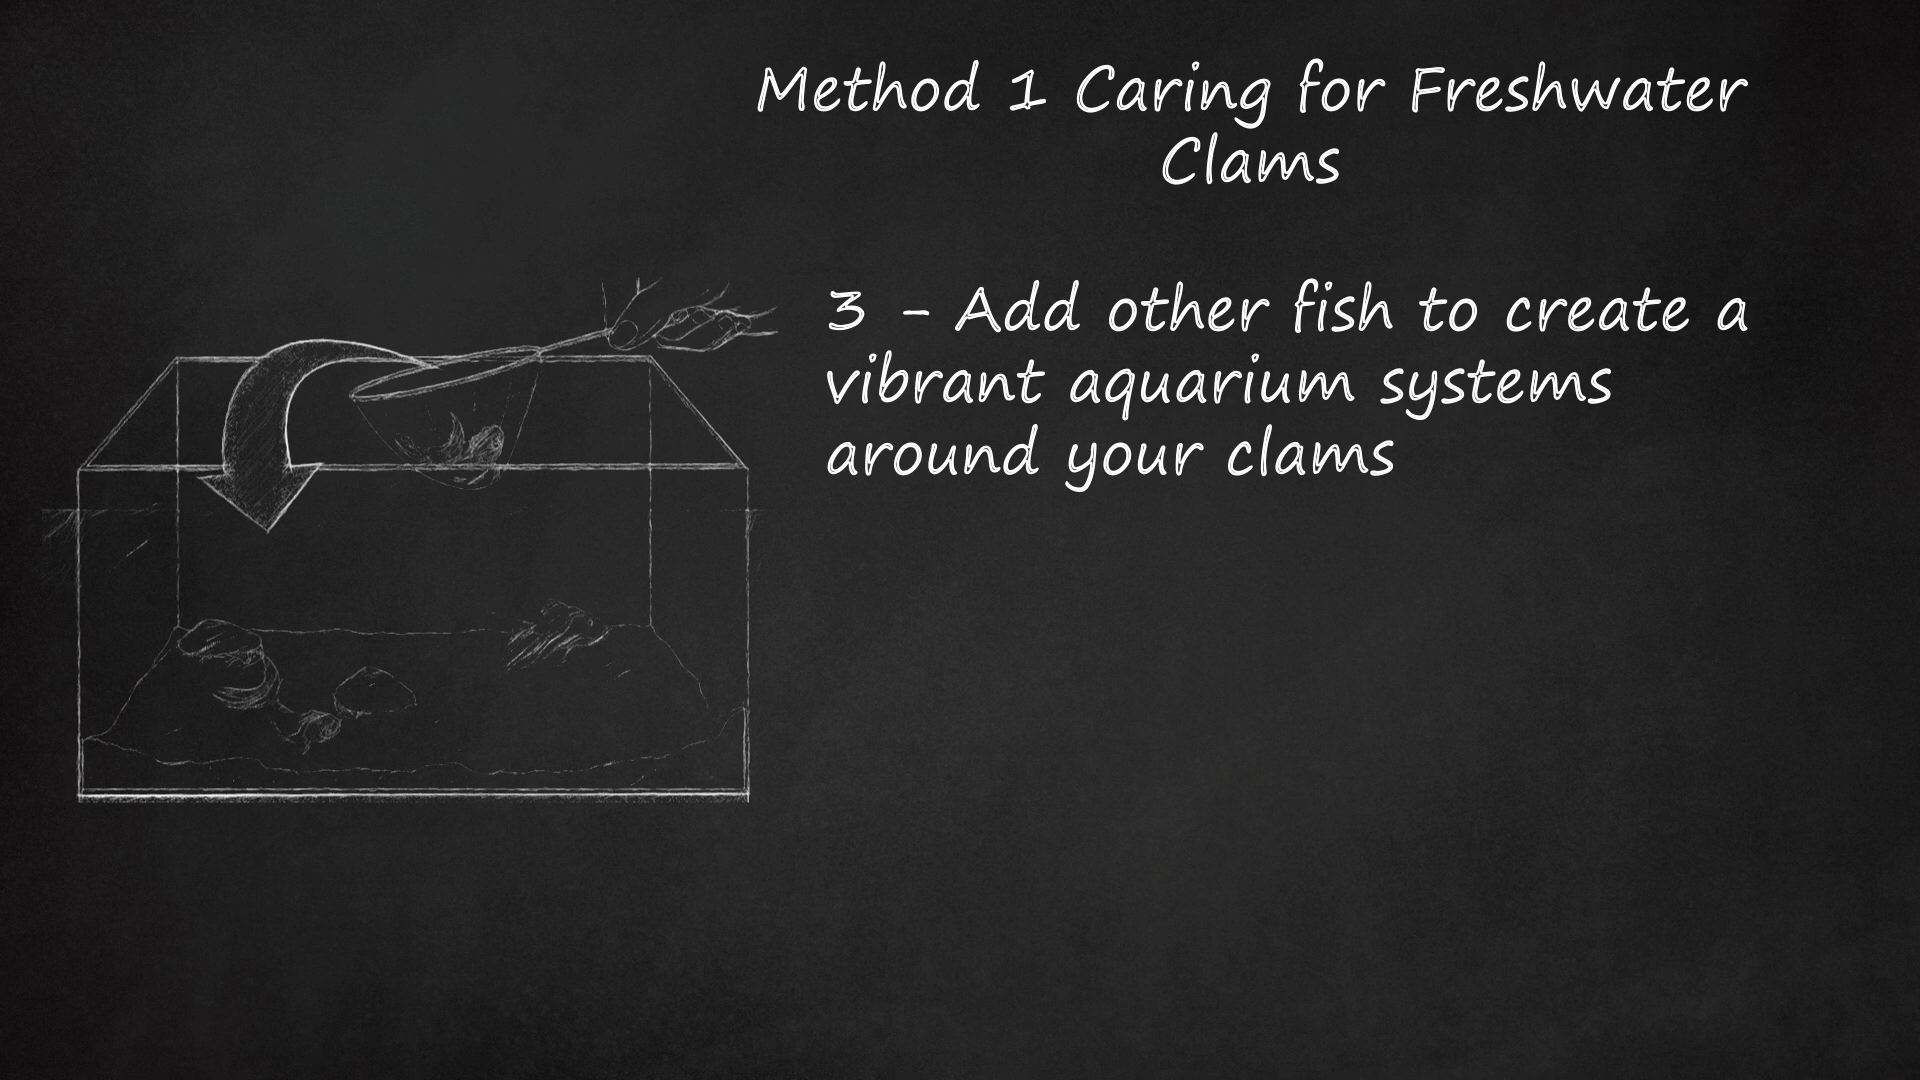 Method 1 Caring for Freshwater
Clams
3 - Add other fish to create a
vibrant aquarium systems
around your clams